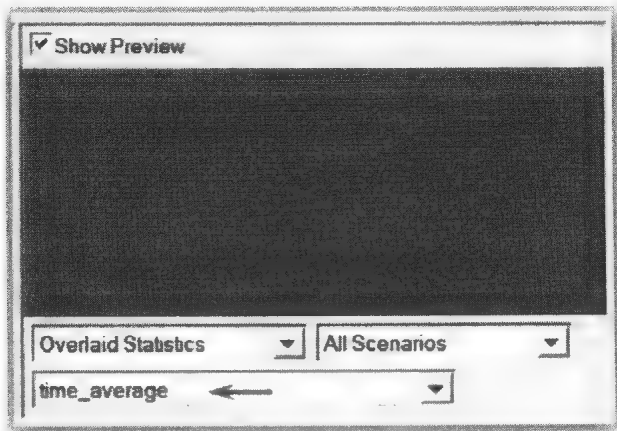 Show Preview
Overlaid Statistics
All Scenarios
time_average